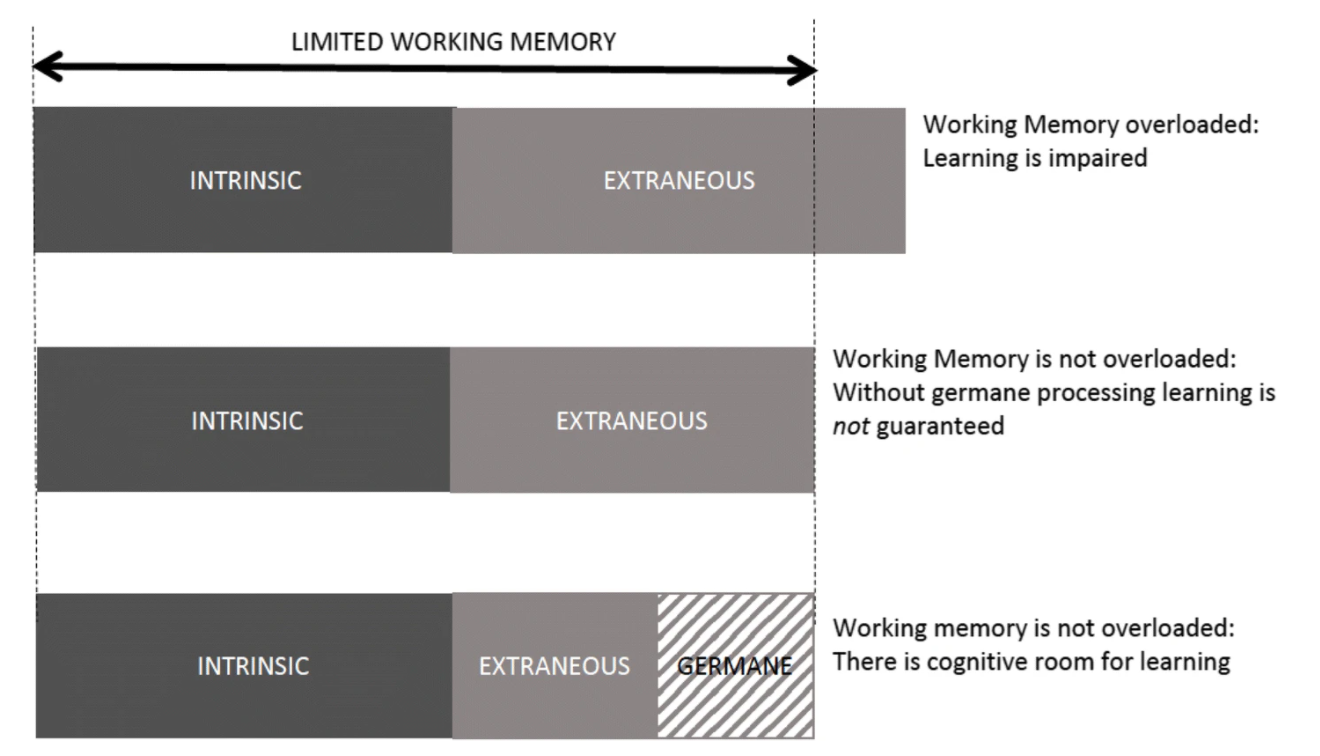 LIMITED WORKING MEMORY
INTRINSIC
EXTRANEOUS
Working Memory overloaded:
Learning is impaired
INTRINSIC
EXTRANEOUS
Working Memory is not overloaded:
Without germane processing learning is
not guaranteed
INTRINSIC
EXTRANEOUS
GERMANE
Working memory is not overloaded:
There is cognitive room for learning